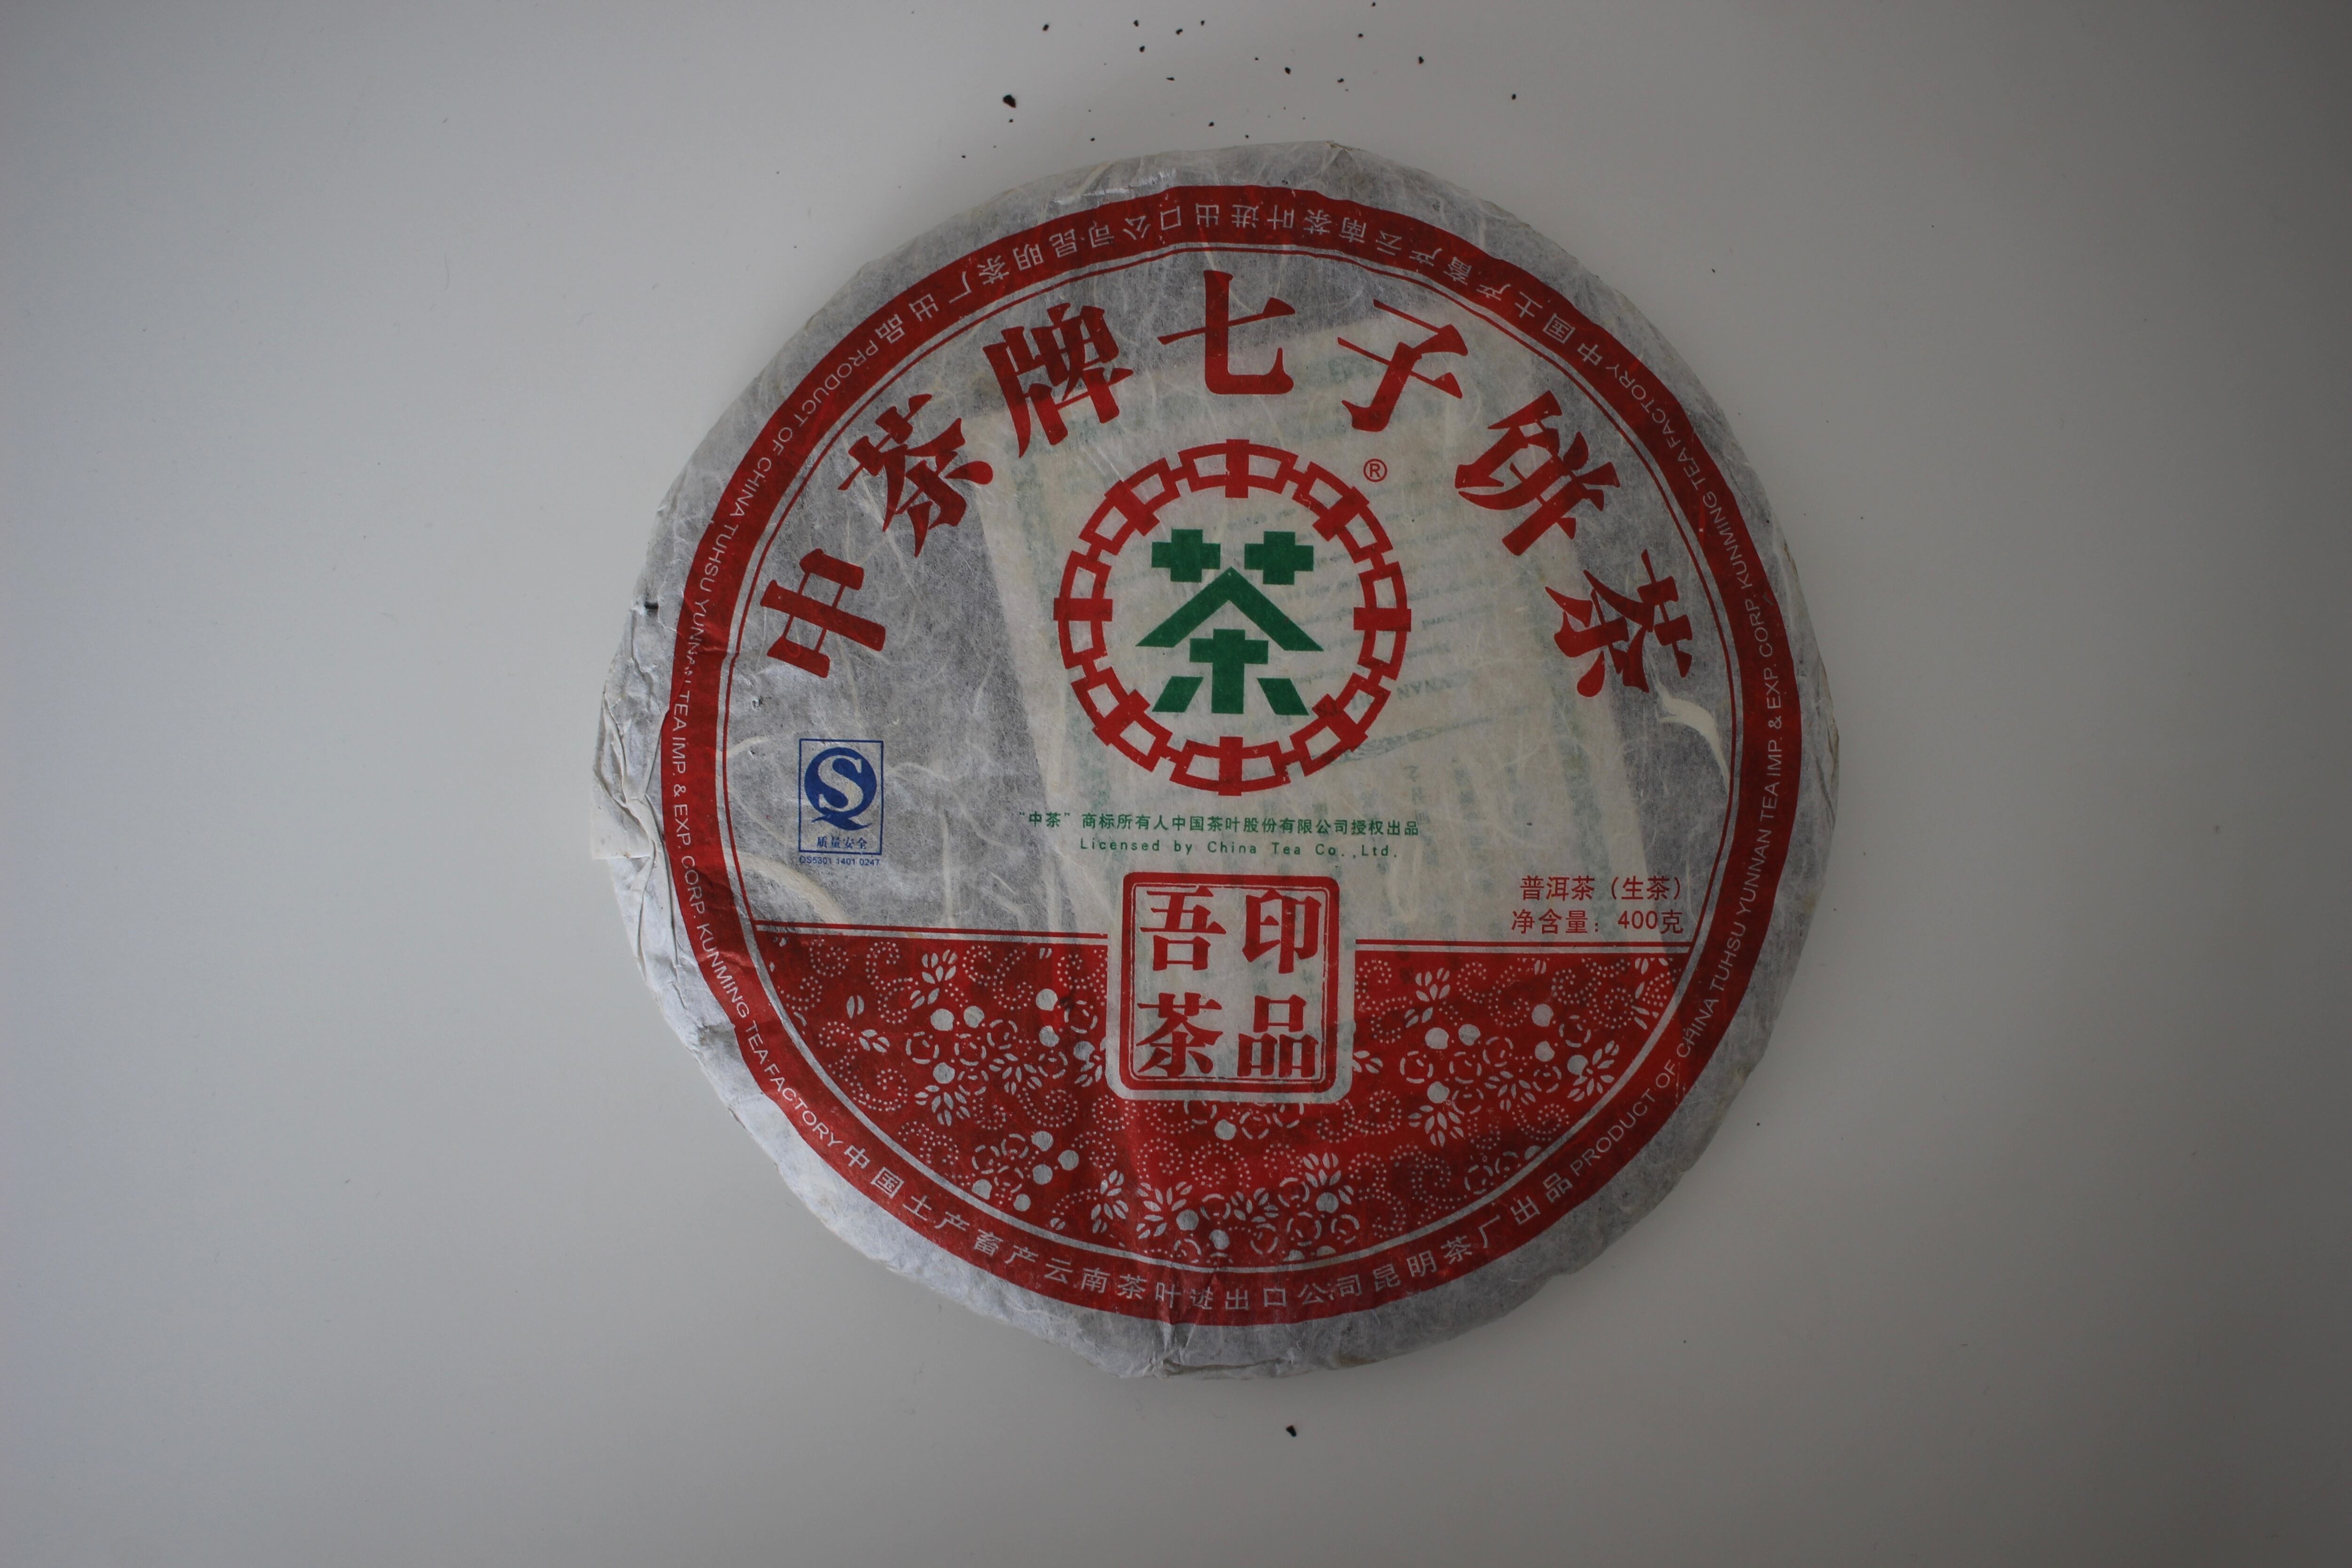 中茶牌七子饼茶
®
茶
“中茶”商标所有人中国茶叶股份有限公司授权出品
Licensed by China Tea Co.,Ltd.
S
质量安全
QS5301 1401 0247
普洱茶（生茶）
净含量：400克
吾印
茶品
中国土产畜产云南茶叶进出口公司昆明茶厂出品
PRODUCT OF CHINA TUHSU YUNNAN TEA IMP. & EXP. CORP. KUNMING TEA FACTORY
中国土产畜产云南茶叶进出口公司昆明茶厂出品
PRODUCT OF CHINA TUHSU YUNNAN TEA IMP. & EXP. CORP. KUNMING TEA FACTORY